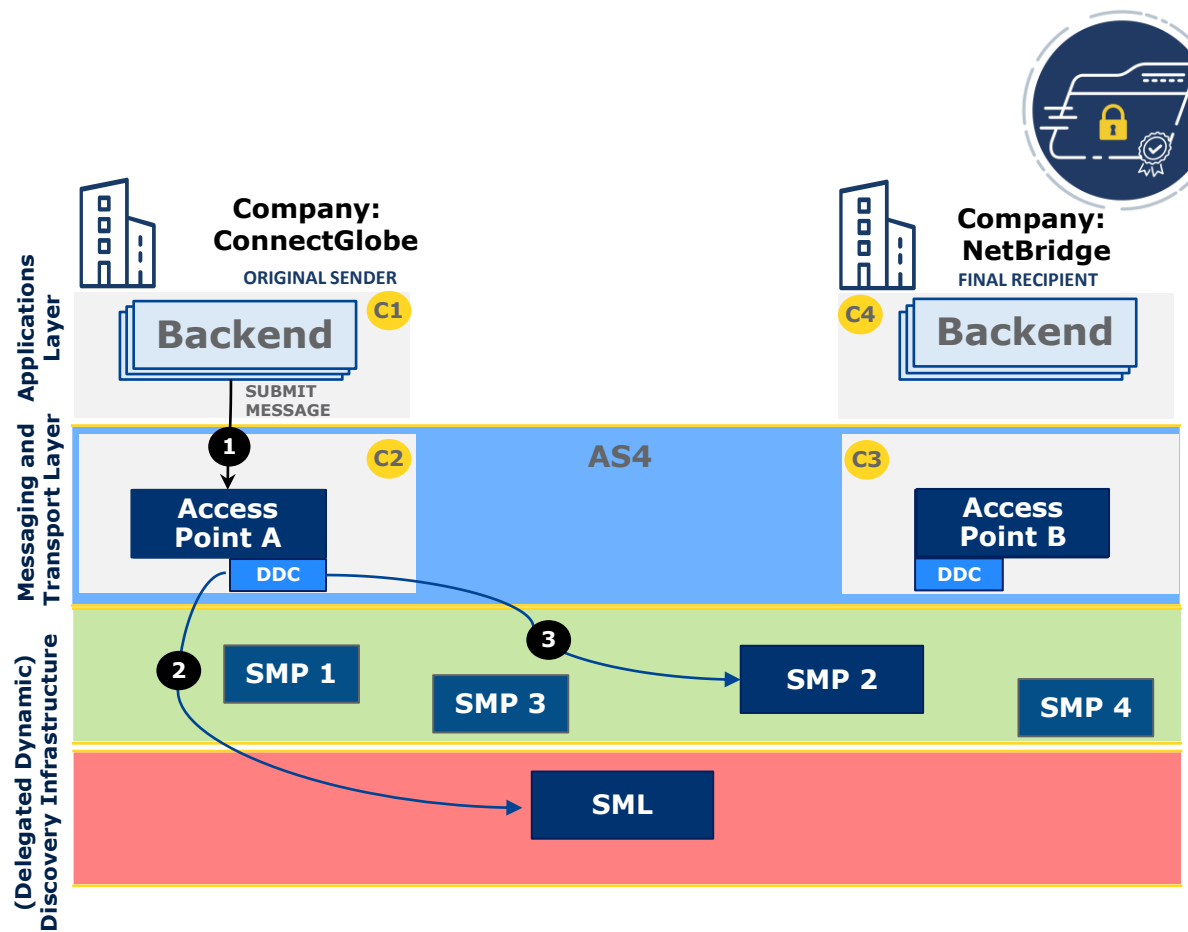 Company:
ConnectGlobe
ORIGINAL SENDER
Company:
NetBridge
FINAL RECIPIENT
Applications
Layer
C1
Backend
SUBMIT
MESSAGE
C4
Backend
Messaging and
Transport Layer
1
C2
AS4
C3
Access
Point A
DDC
Access
Point B
DDC
(Delegated Dynamic)
Discovery Infrastructure
2
3
SMP 1
SMP 3
SMP 2
SMP 4
SML